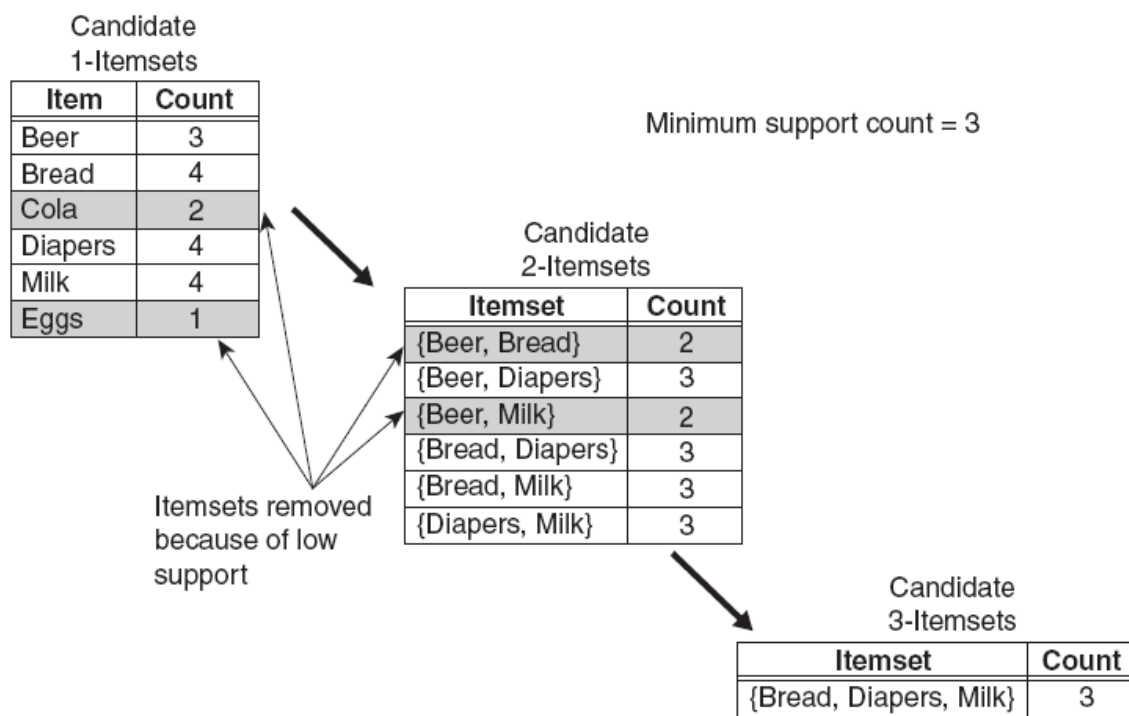 Candidate
1-Itemsets
Item Count
Beer 3
Bread 4
Cola 2
Diapers 4
Milk 4
Eggs 1
Minimum support count = 3
Candidate
2-Itemsets
Itemset Count
{Beer, Bread} 2
{Beer, Diapers} 3
{Beer, Milk} 2
{Bread, Diapers} 3
{Bread, Milk} 3
{Diapers, Milk} 3
Itemsets removed
because of low
support
Candidate
3-Itemsets
Itemset Count
{Bread, Diapers, Milk} 3